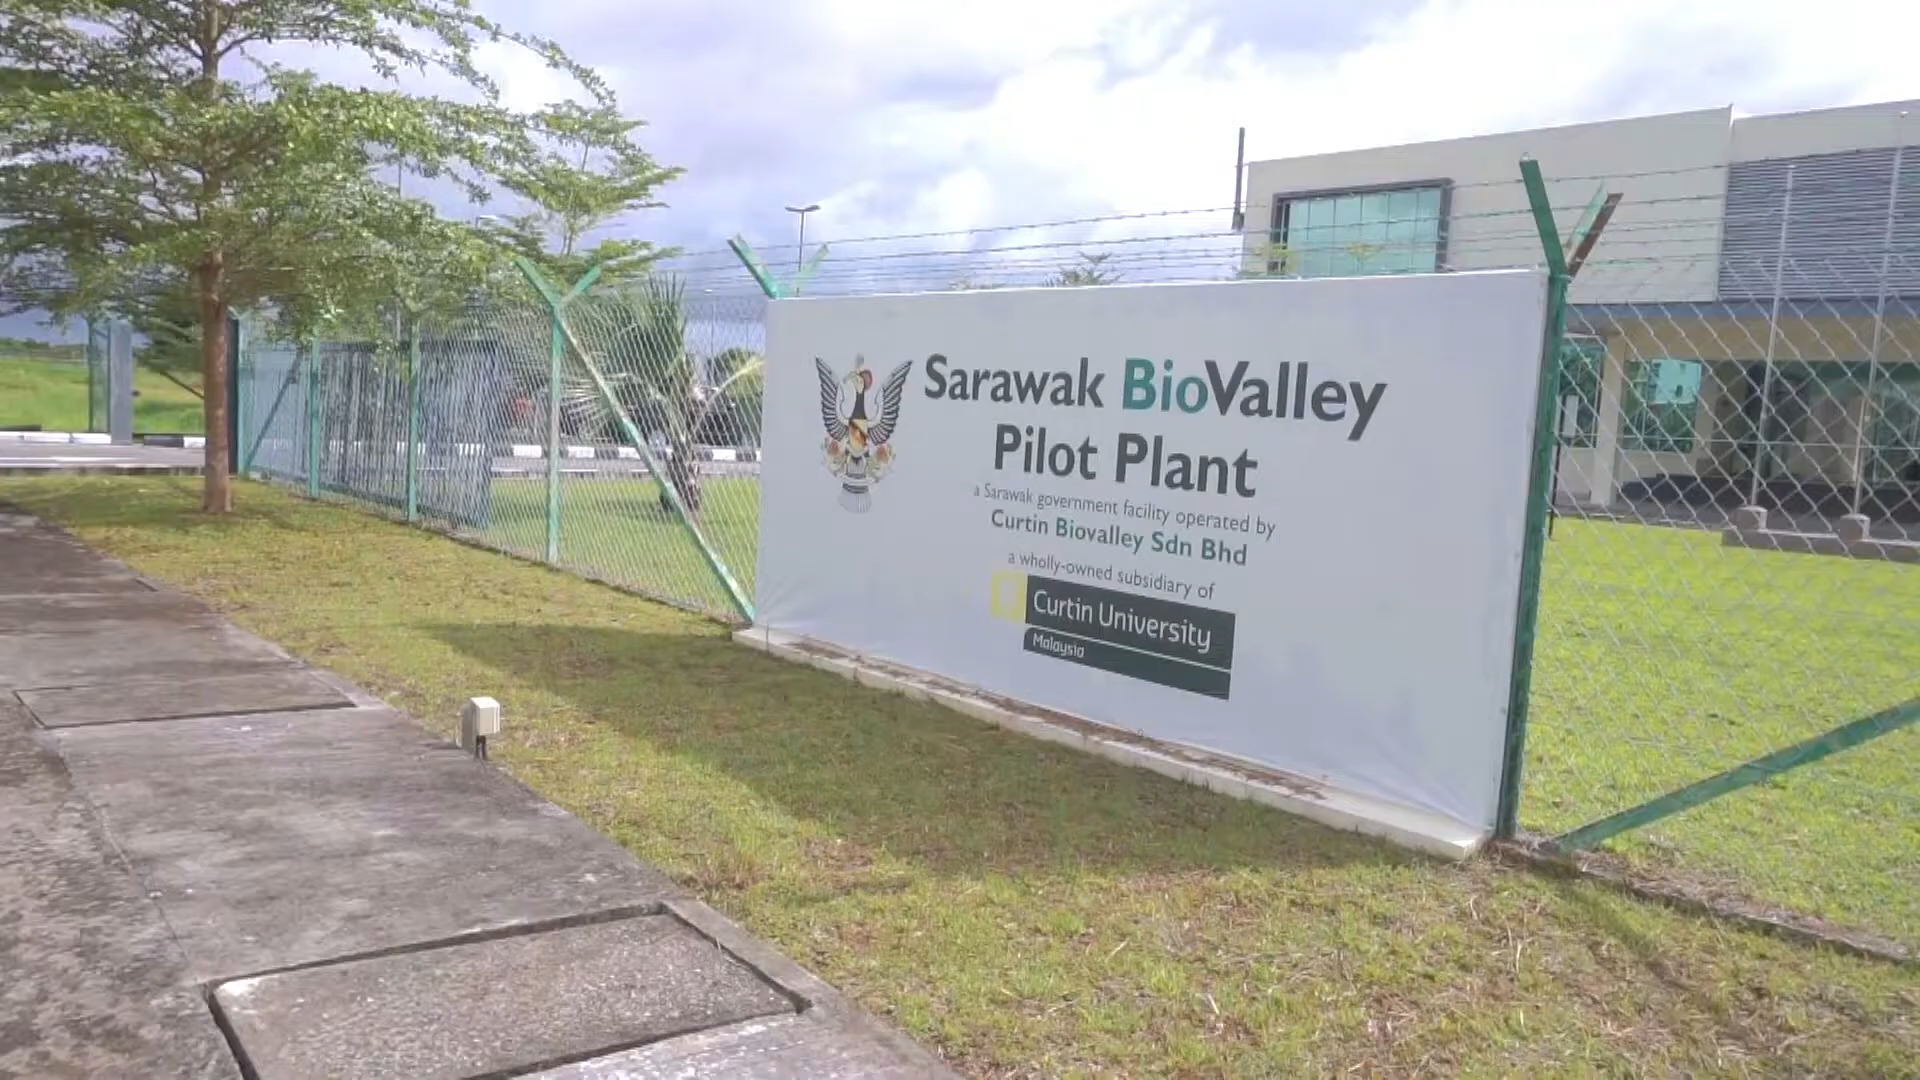 Sarawak BioValley
Pilot Plant
a Sarawak government facility operated by
Curtin Biovalley Sdn Bhd
a wholly-owned subsidiary of
Curtin University
Malaysia